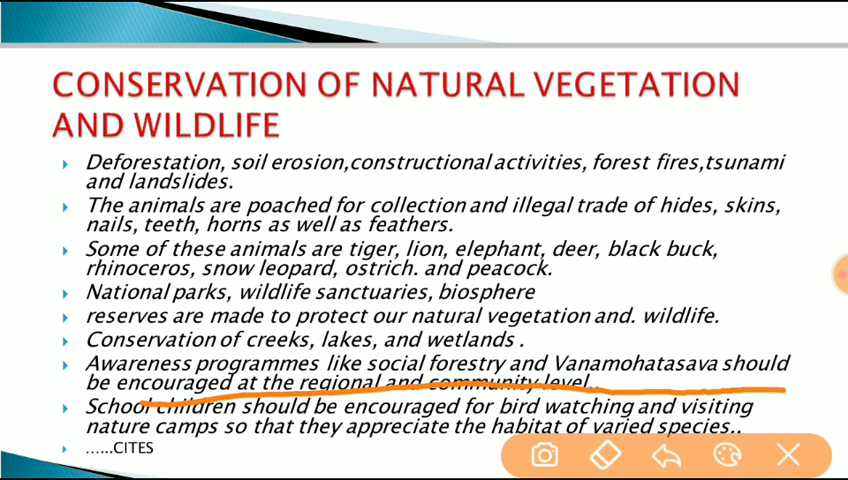 CONSERVATION OF NATURAL VEGETATION
AND WILDLIFE
Deforestation, soil erosion,constructional activities, forest fires,tsunami
and landslides.
The animals are poached for collection and illegal trade of hides, skins,
nails, teeth, horns as well as feathers.
Some of these animals are tiger, lion, elephant, deer, black buck,
rhinoceros, snow leopard, ostrich. and peacock.
National parks, wildlife sanctuaries, biosphere
reserves are made to protect our natural vegetation and. wildlife.
Conservation of creeks, lakes, and wetlands .
Awareness programmes like social forestry and Vanamohatasava should
be encouraged at the regional and community level..
School children should be encouraged for bird watching and visiting
nature camps so that they appreciate the habitat of varied species..
…...CITES